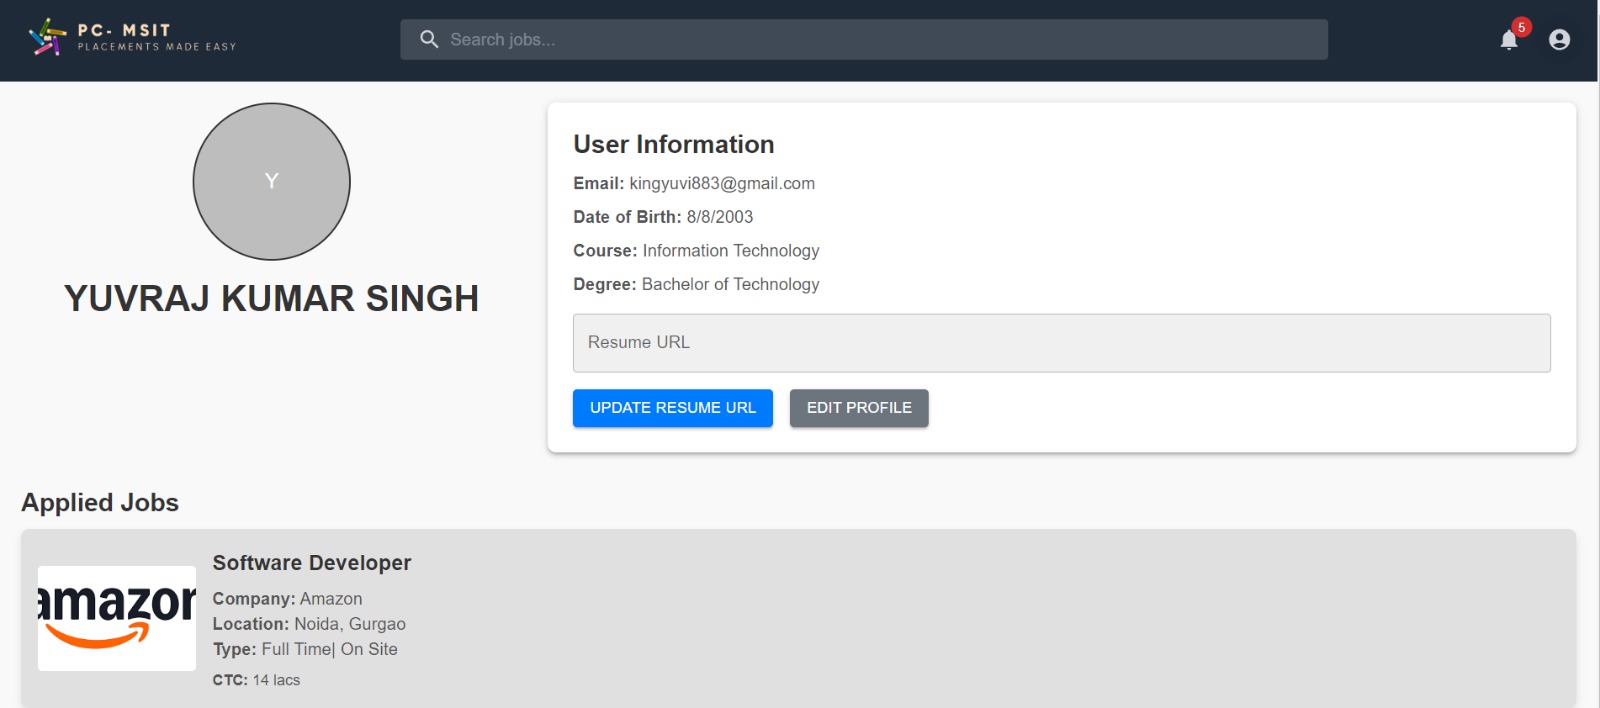 PC- MSIT
PLACEMENTS MADE EASY
Search jobs...
5
Y
YUVRAJ KUMAR SINGH
User Information
Email: kingyuvi883@gmail.com
Date of Birth: 8/8/2003
Course: Information Technology
Degree: Bachelor of Technology
Resume URL
UPDATE RESUME URL
EDIT PROFILE
Applied Jobs
amazon
Software Developer
Company: Amazon
Location: Noida, Gurgao
Type: Full Time| On Site
CTC: 14 lacs